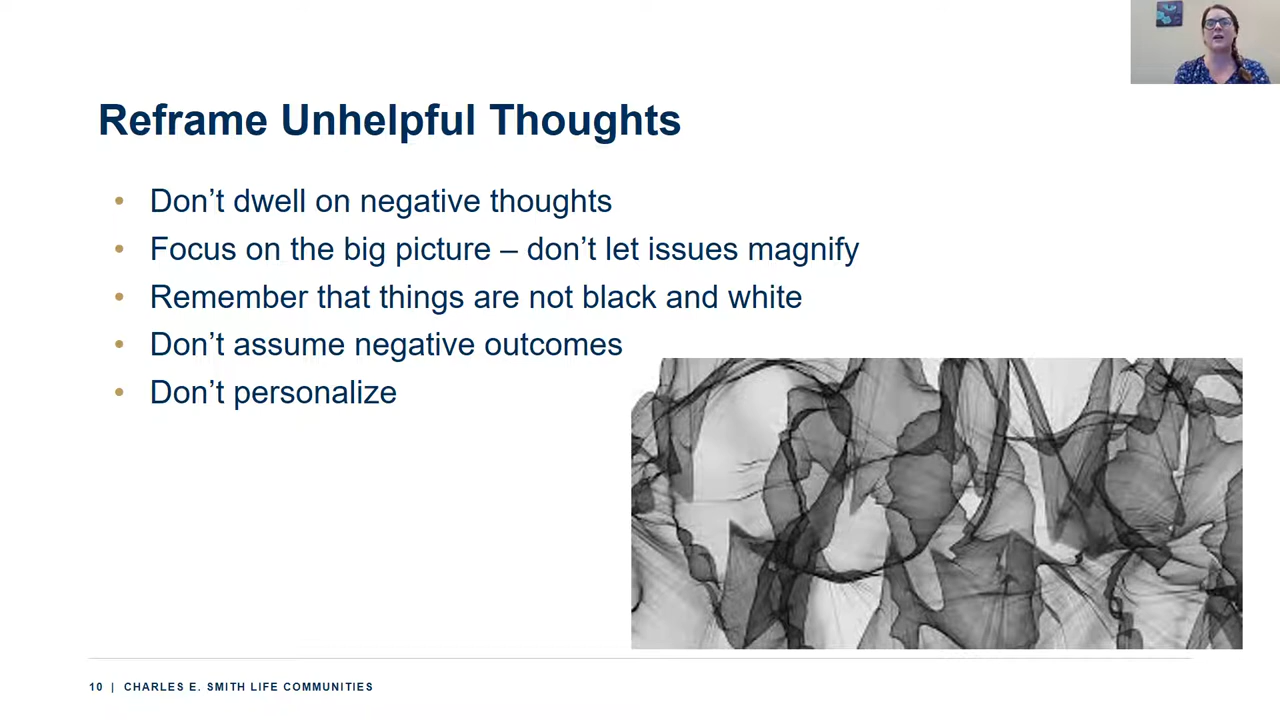 Reframe Unhelpful Thoughts
• Don’t dwell on negative thoughts
• Focus on the big picture – don’t let issues magnify
• Remember that things are not black and white
• Don’t assume negative outcomes
• Don’t personalize
10 | CHARLES E. SMITH LIFE COMMUNITIES